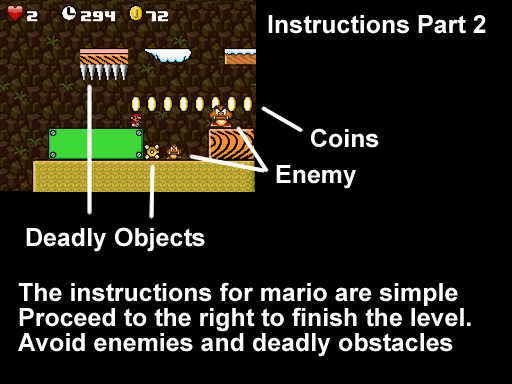 2 294 72
Instructions Part 2
Coins
Enemy
Deadly Objects
The instructions for mario are simple
Proceed to the right to finish the level.
Avoid enemies and deadly obstacles